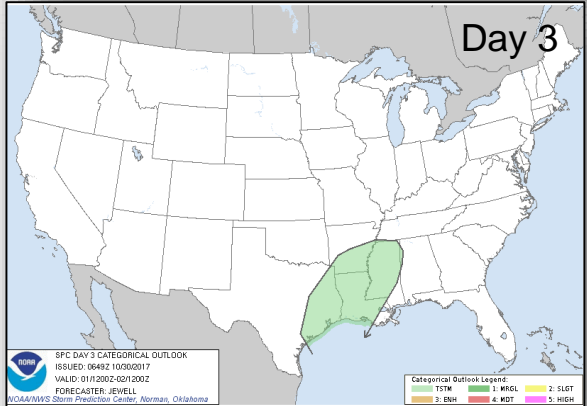 Day 3
NOAA
SPC DAY 3 CATEGORICAL OUTLOOK
ISSUED: 0649Z 10/30/2017
VALID: 01/1200Z-02/1200Z
FORECASTER: JEWELL
NOAA/NWS Storm Prediction Center, Norman, Oklahoma
Categorical Outlook Legend:
TSTM 1: MRGL 2: SLGT
3: ENH 4: MDT 5: HIGH